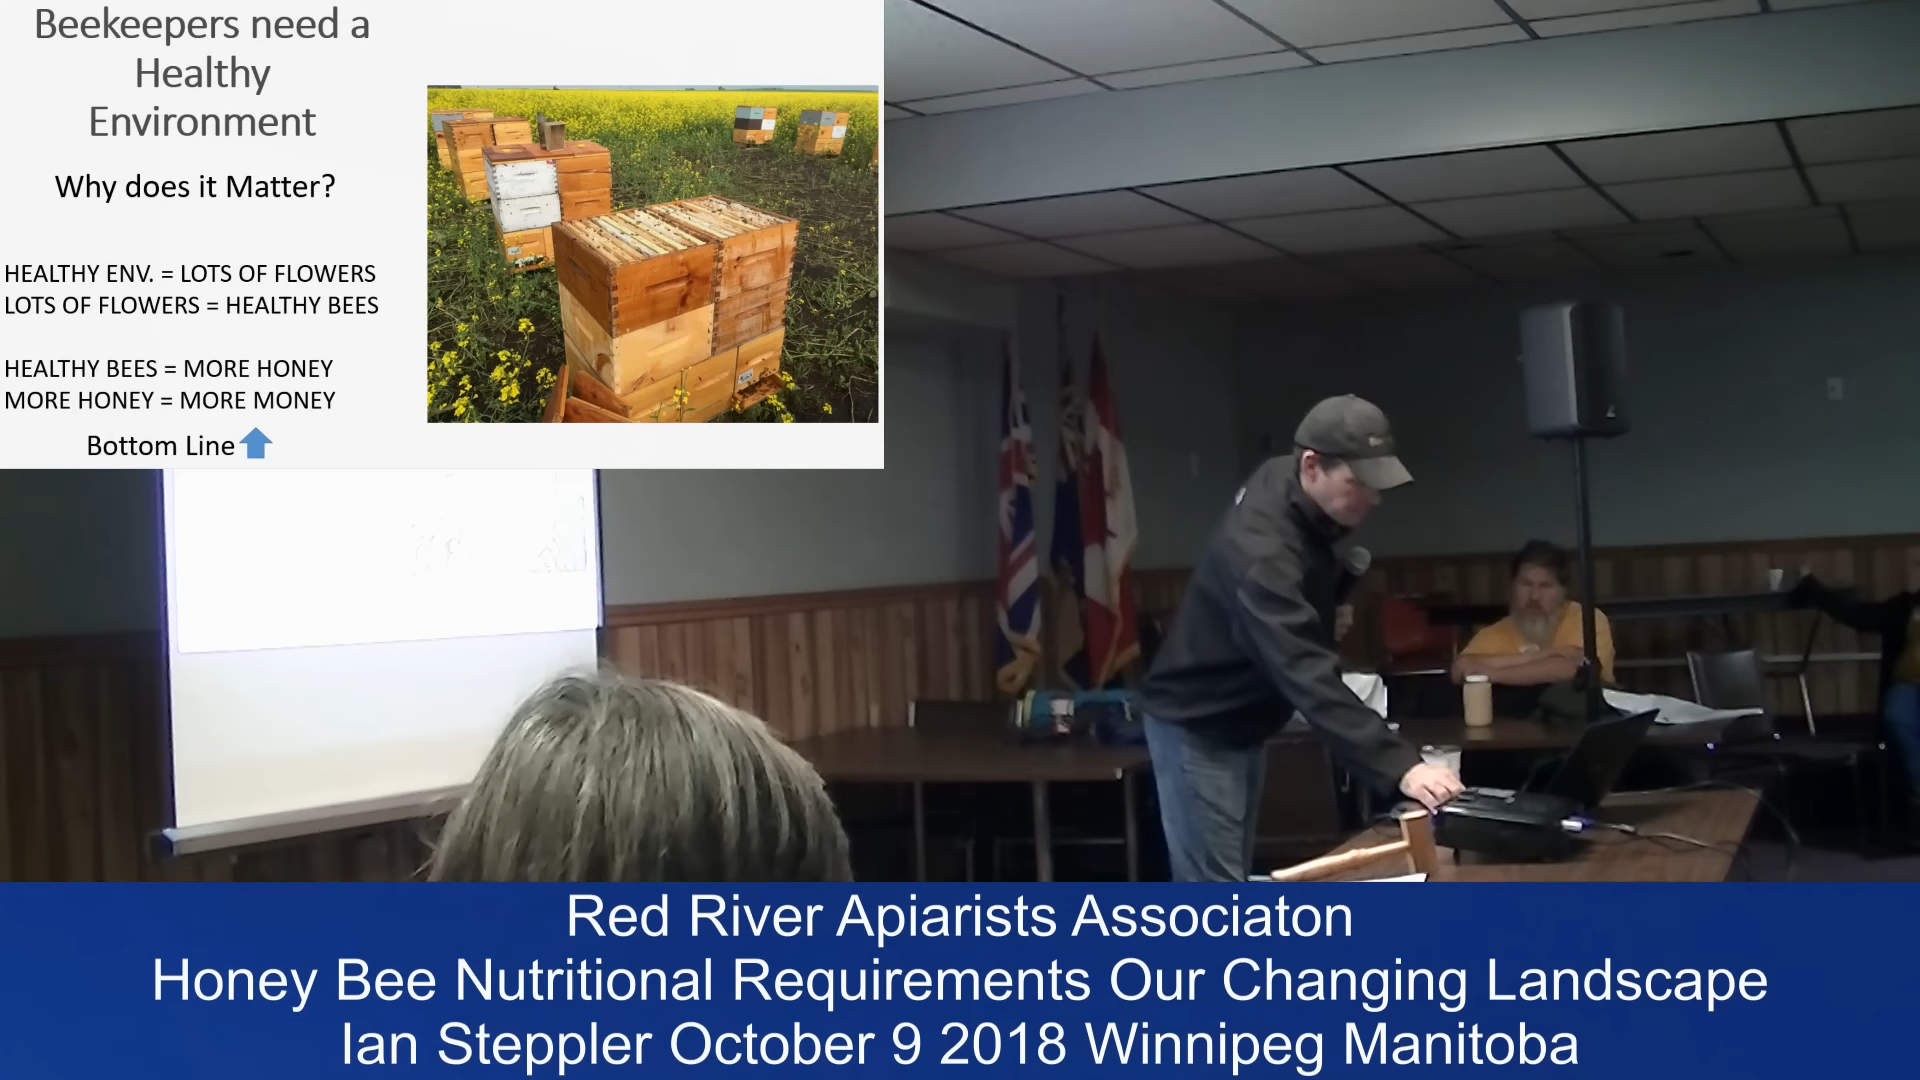 Beekeepers need a
Healthy
Environment
Why does it Matter?
HEALTHY ENV. = LOTS OF FLOWERS
LOTS OF FLOWERS = HEALTHY BEES
HEALTHY BEES = MORE HONEY
MORE HONEY = MORE MONEY
Bottom Line
Red River Apiarists Associaton
Honey Bee Nutritional Requirements Our Changing Landscape
Ian Steppler October 9 2018 Winnipeg Manitoba